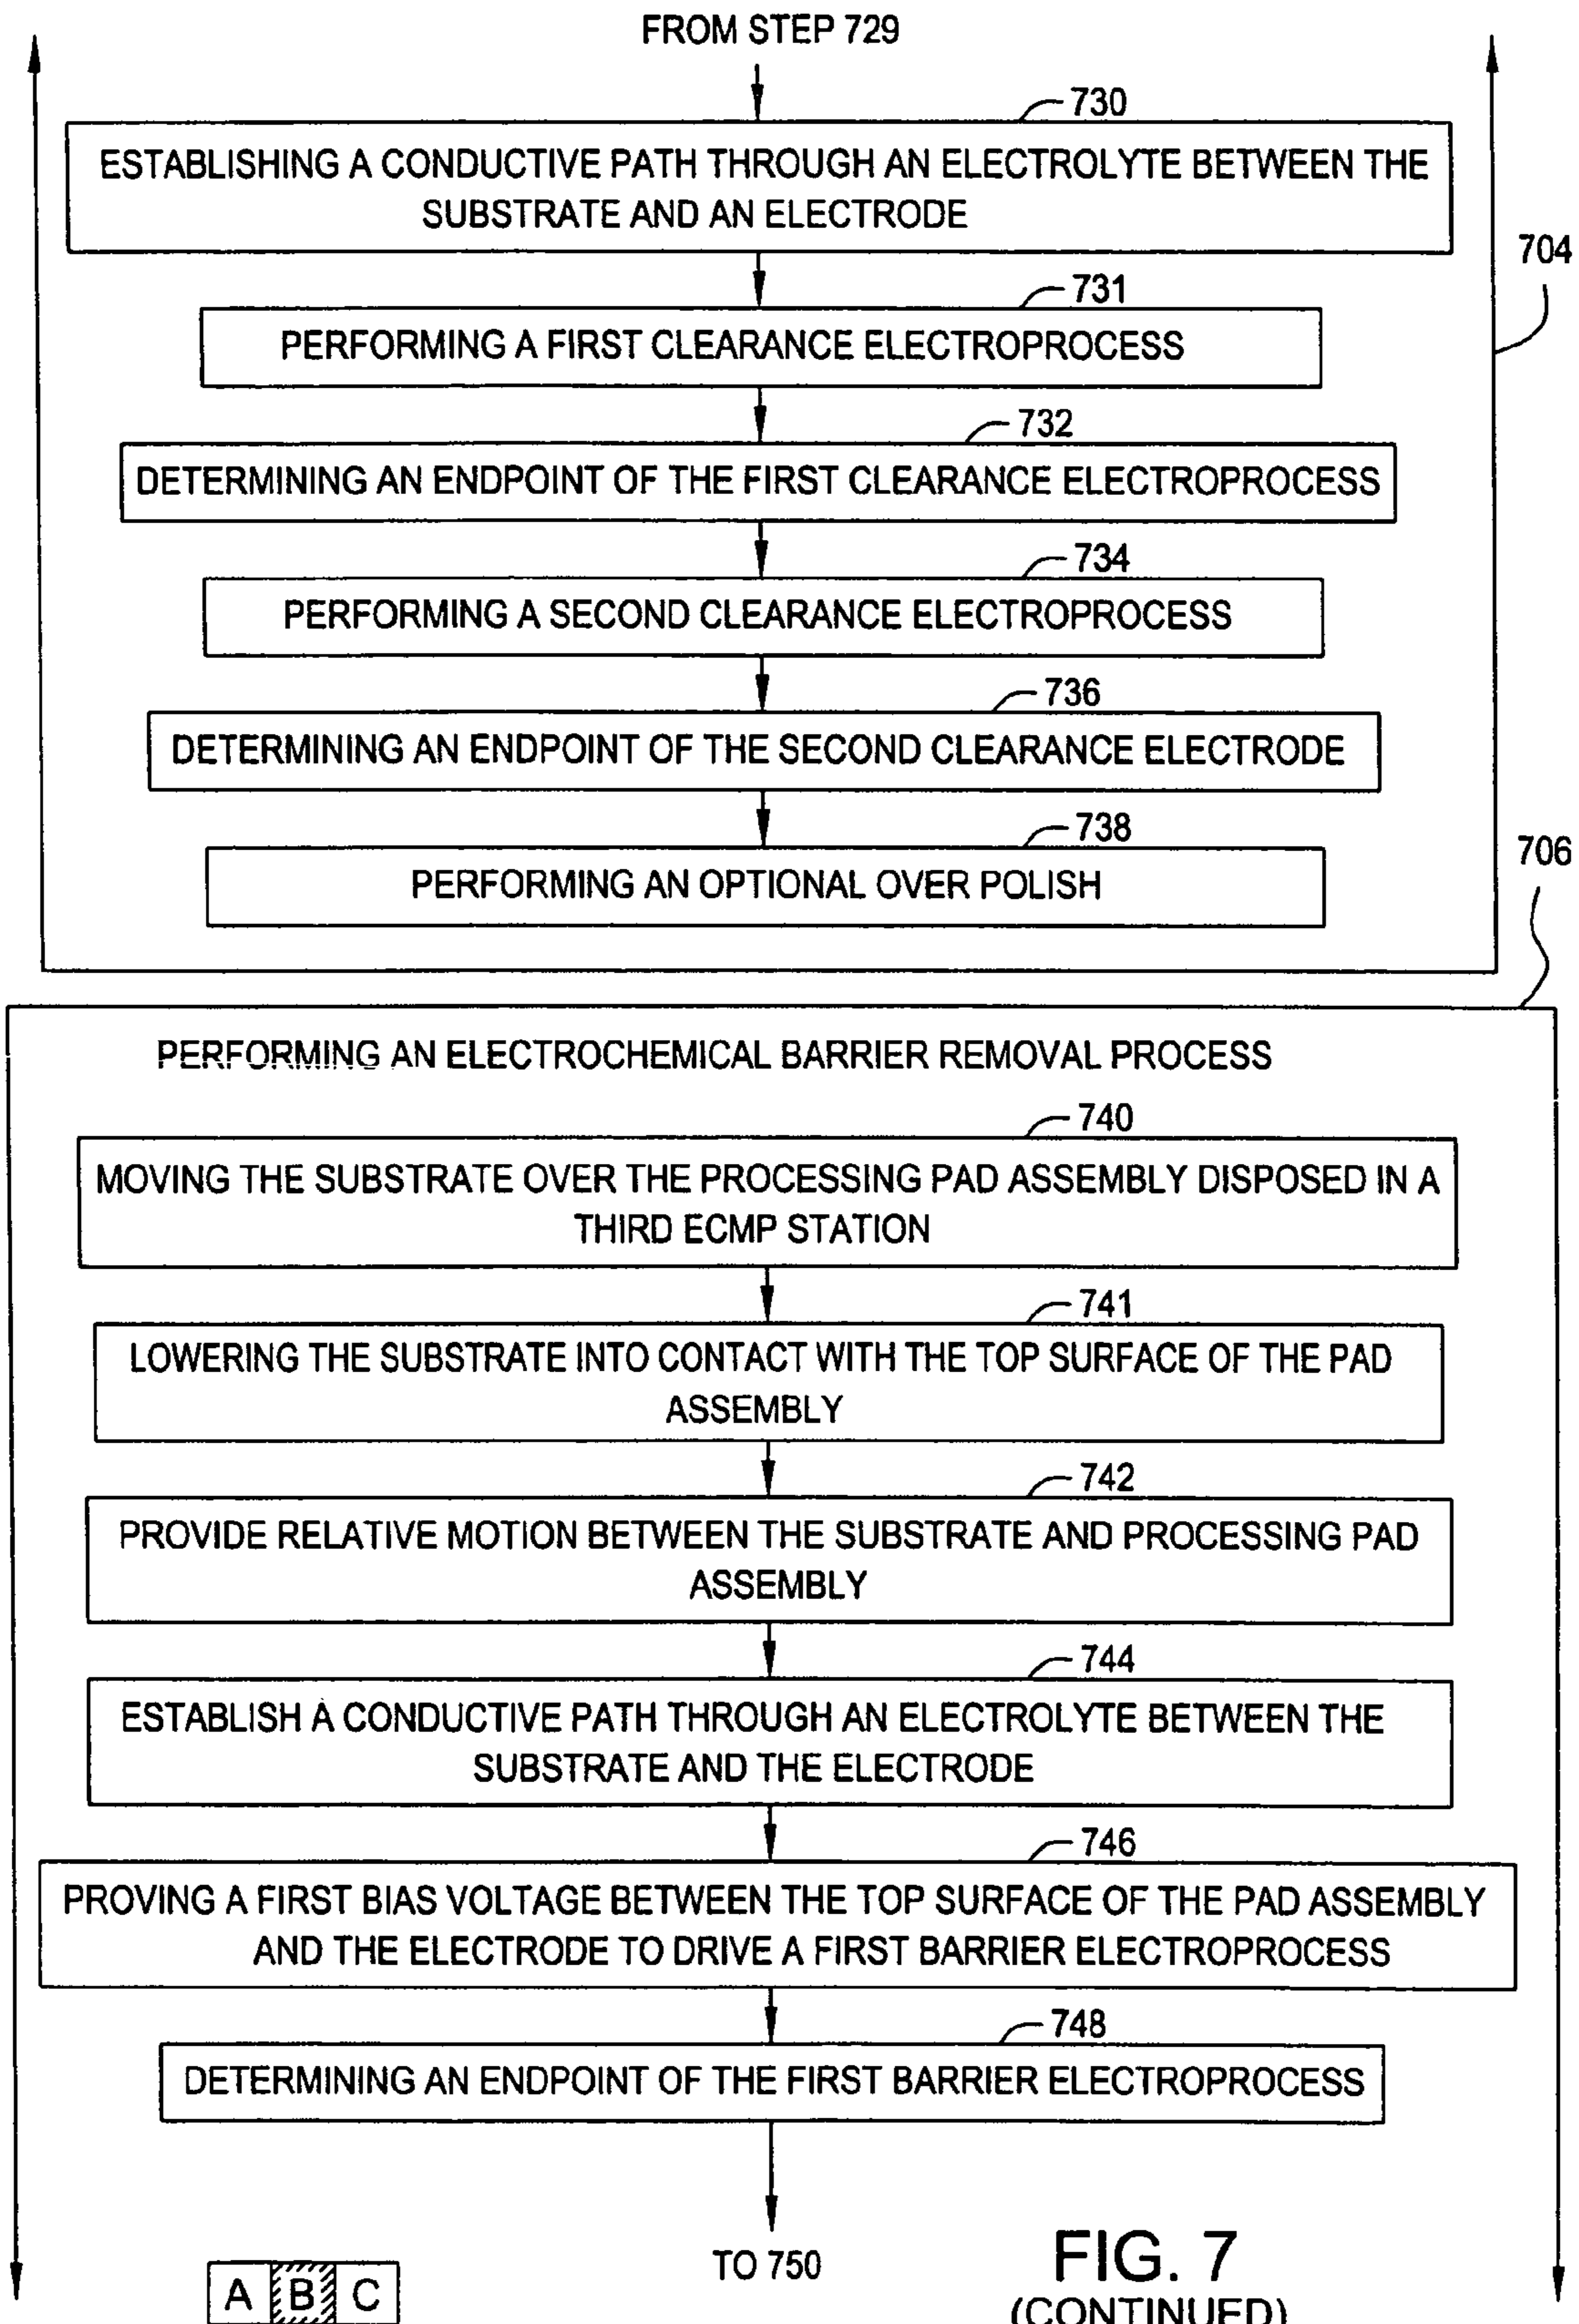 FROM STEP 729
730
ESTABLISHING A CONDUCTIVE PATH THROUGH AN ELECTROLYTE BETWEEN THE
SUBSTRATE AND AN ELECTRODE
704
731
PERFORMING A FIRST CLEARANCE ELECTROPROCESS
732
DETERMINING AN ENDPOINT OF THE FIRST CLEARANCE ELECTROPROCESS
734
PERFORMING A SECOND CLEARANCE ELECTROPROCESS
736
DETERMINING AN ENDPOINT OF THE SECOND CLEARANCE ELECTRODE
738
PERFORMING AN OPTIONAL OVER POLISH
706
PERFORMING AN ELECTROCHEMICAL BARRIER REMOVAL PROCESS
740
MOVING THE SUBSTRATE OVER THE PROCESSING PAD ASSEMBLY DISPOSED IN A
THIRD ECMP STATION
741
LOWERING THE SUBSTRATE INTO CONTACT WITH THE TOP SURFACE OF THE PAD
ASSEMBLY
742
PROVIDE RELATIVE MOTION BETWEEN THE SUBSTRATE AND PROCESSING PAD
ASSEMBLY
744
ESTABLISH A CONDUCTIVE PATH THROUGH AN ELECTROLYTE BETWEEN THE
SUBSTRATE AND THE ELECTRODE
746
PROVING A FIRST BIAS VOLTAGE BETWEEN THE TOP SURFACE OF THE PAD ASSEMBLY
AND THE ELECTRODE TO DRIVE A FIRST BARRIER ELECTROPROCESS
748
DETERMINING AN ENDPOINT OF THE FIRST BARRIER ELECTROPROCESS
TO 750
A B C
FIG. 7
(CONTINUED)